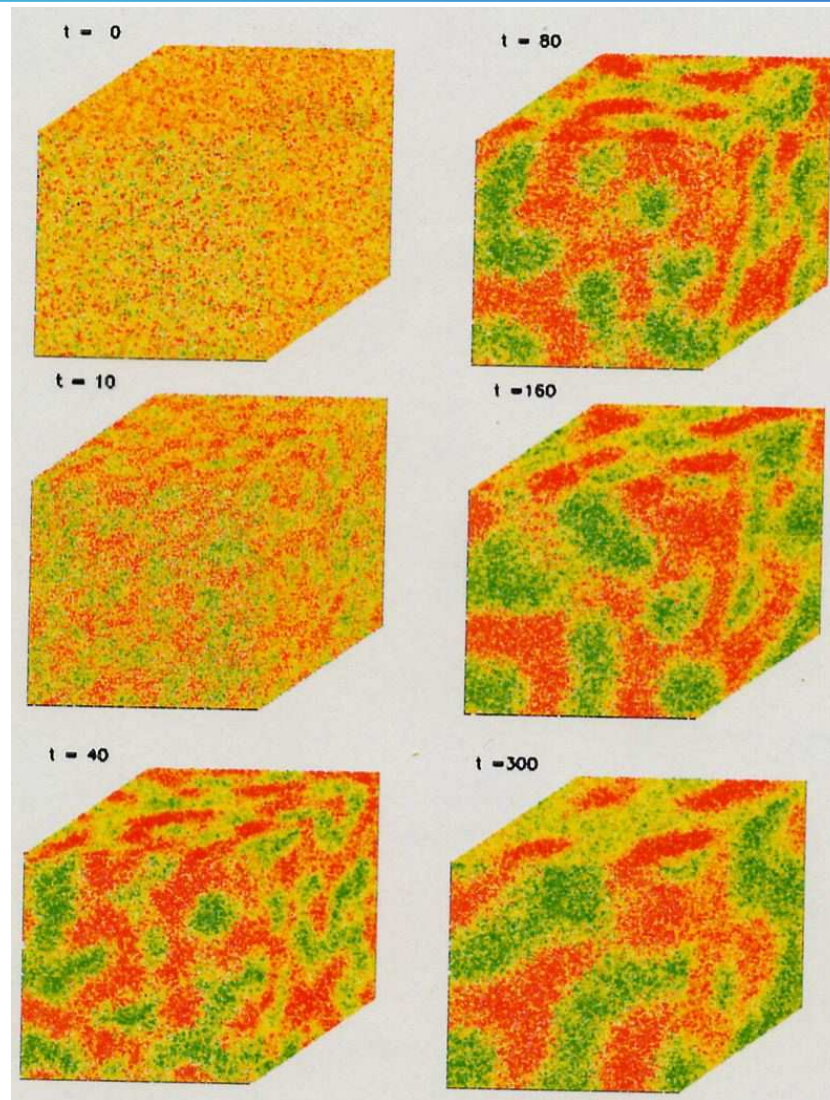 t = 0
t = 10
t = 40
t = 80
t =160
t =300